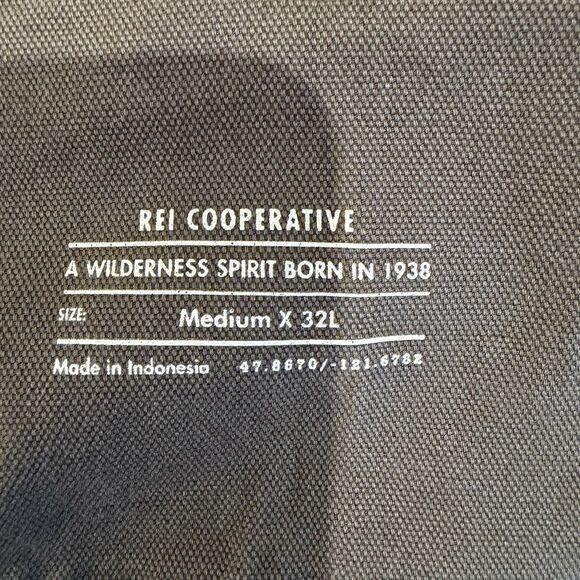 REI COOPERATIVE
A WILDERNESS SPIRIT BORN IN 1938
SIZE: Medium X 32L
Made in Indonesia 47.8670/-121.6782